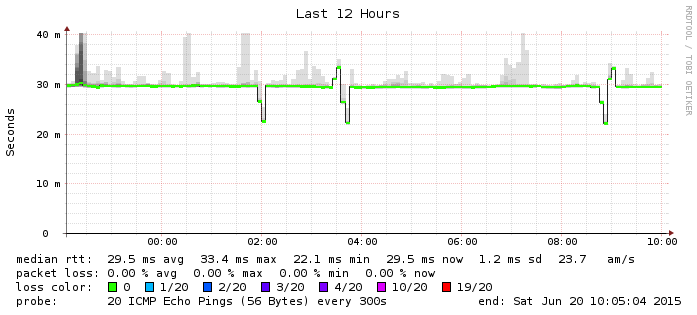 Last 12 Hours
RRDTOOL / TOBI OETIKER
Seconds
40 m
30 m
20 m
10 m
0
00:00 02:00 04:00 06:00 08:00 10:00
median rtt: 29.5 ms avg 33.4 ms max 22.1 ms min 29.5 ms now 1.2 ms sd 23.7 am/s
packet loss: 0.00 % avg 0.00 % max 0.00 % min 0.00 % now
loss color: 0 1/20 2/20 3/20 4/20 10/20 19/20
probe: 20 ICMP Echo Pings (56 Bytes) every 300s end: Sat Jun 20 10:05:04 2015